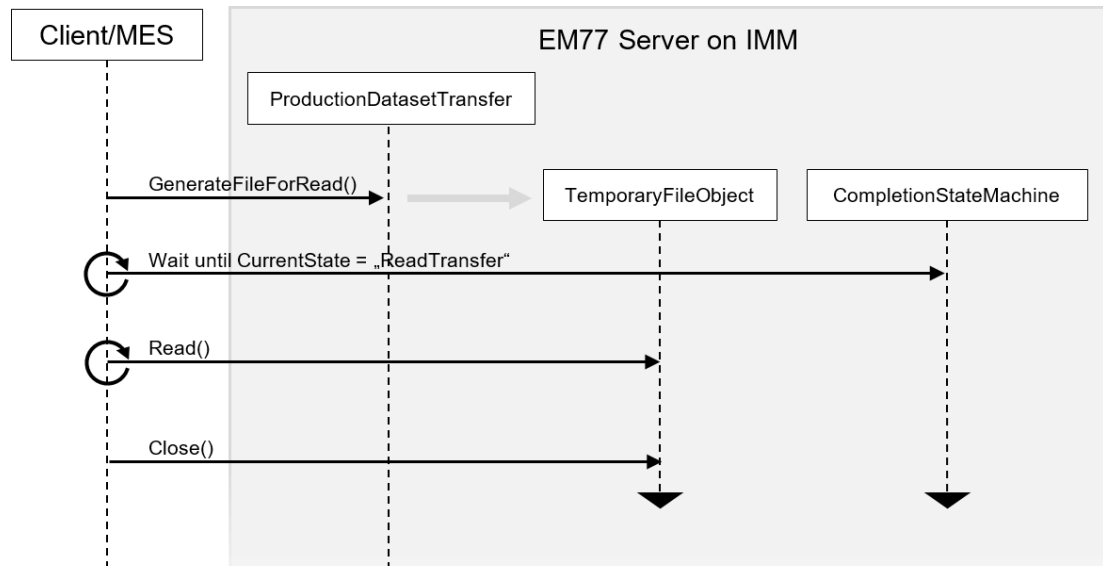 Client/MES
EM77 Server on IMM
ProductionDatasetTransfer
GenerateFileForRead()
TemporaryFileObject
CompletionStateMachine
Wait until CurrentState = „ReadTransfer“
Read()
Close()